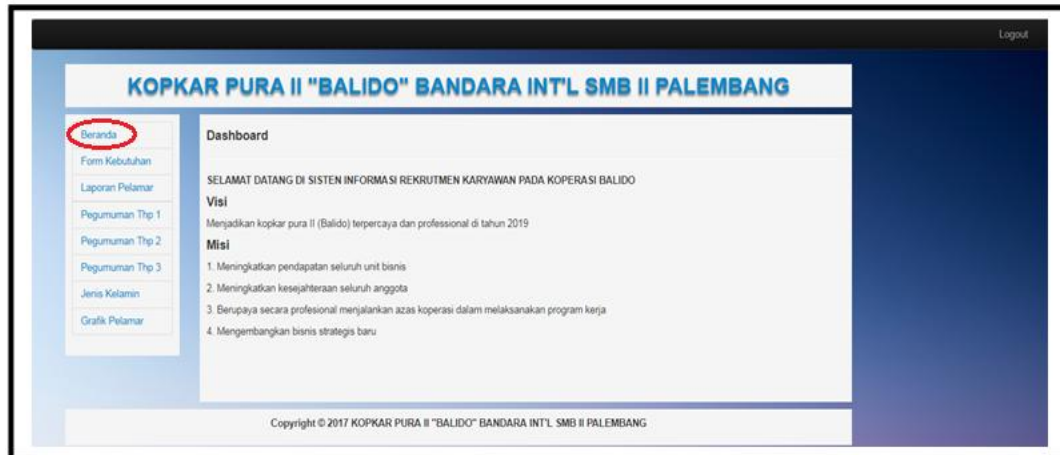 Logout
KOPKAR PURA II "BALIDO" BANDARA INT'L SMB II PALEMBANG
Beranda
Form Kebutuhan
Laporan Pelamar
Pegumuman Thp 1
Pegumuman Thp 2
Pegumuman Thp 3
Jenis Kelamin
Grafik Pelamar
Dashboard
SELAMAT DATANG DI SISTEN INFORMASI REKRUTMEN KARYAWAN PADA KOPERASI BALIDO
Visi
Menjadikan kopkar pura II (Balido) terpercaya dan professional di tahun 2019
Misi
1. Meningkatkan pendapatan seluruh unit bisnis
2. Meningkatkan kesejahteraan seluruh anggota
3. Berupaya secara profesional menjalankan azas koperasi dalam melaksanakan program kerja
4. Mengembangkan bisnis strategis baru
Copyright © 2017 KOPKAR PURA II "BALIDO" BANDARA INT'L SMB II PALEMBANG